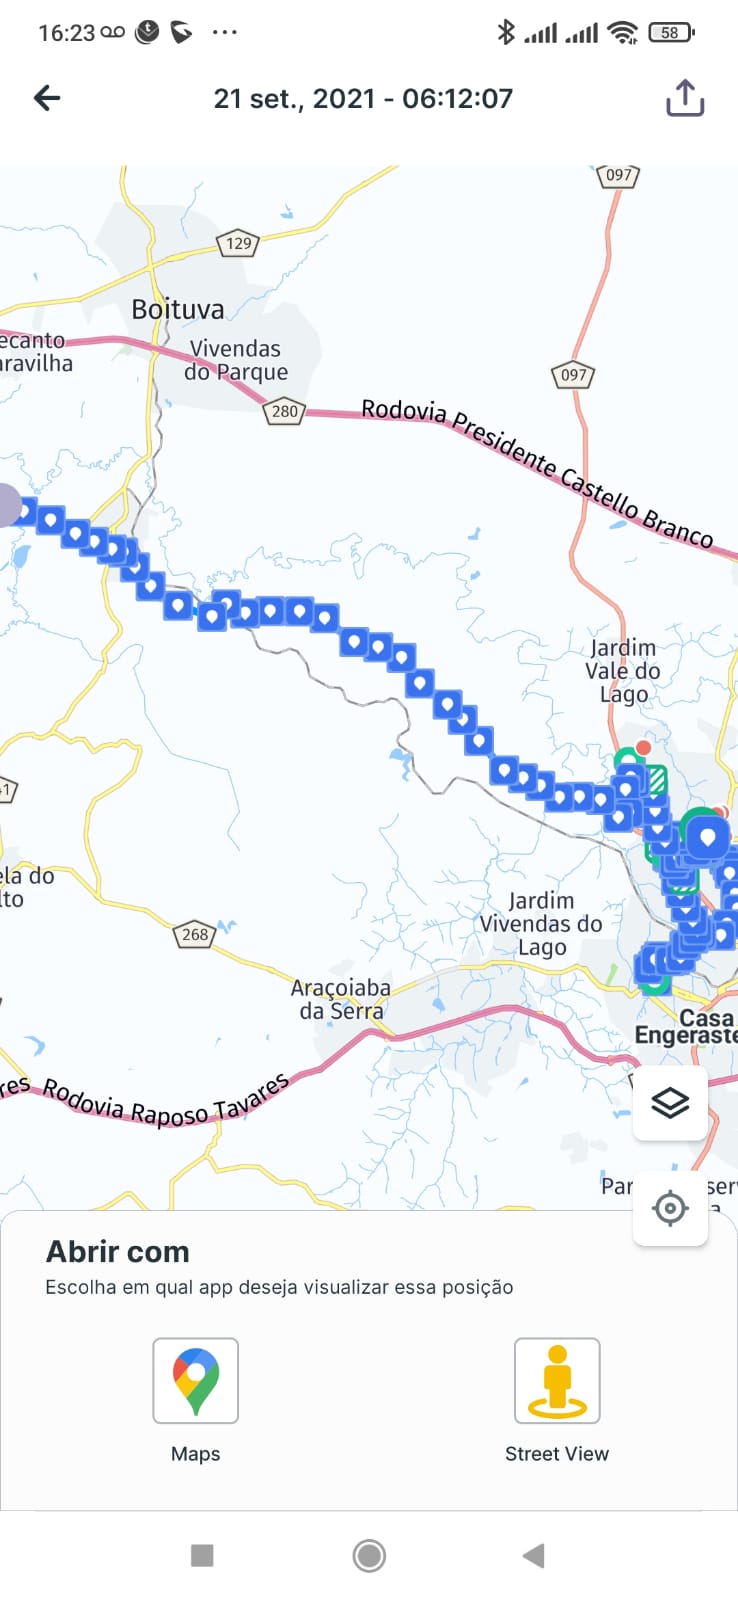 16:23
58
21 set., 2021 - 06:12:07
097
129
Boituva
ecanto
aravilha
Vivendas
do Parque
097
280
Rodovia Presidente Castello Branco
Jardim
Vale do
Lago
ela do
lto
268
Jardim
Vivendas do
Lago
Araçoiaba
da Serra
Casa
Engeraste
res
Rodovia Raposo Tavares
Par
ser
Abrir com
Escolha em qual app deseja visualizar essa posição
Maps
Street View